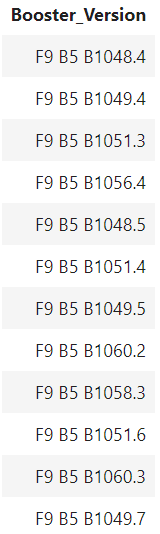 Booster_Version
F9 B5 B1048.4
F9 B5 B1049.4
F9 B5 B1051.3
F9 B5 B1056.4
F9 B5 B1048.5
F9 B5 B1051.4
F9 B5 B1049.5
F9 B5 B1060.2
F9 B5 B1058.3
F9 B5 B1051.6
F9 B5 B1060.3
F9 B5 B1049.7